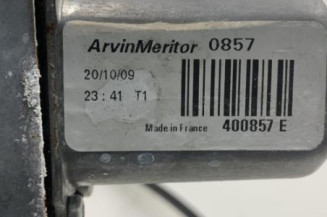 ArvinMeritor 0857
20/10/09
23:41 T1
Made in France 400857 E